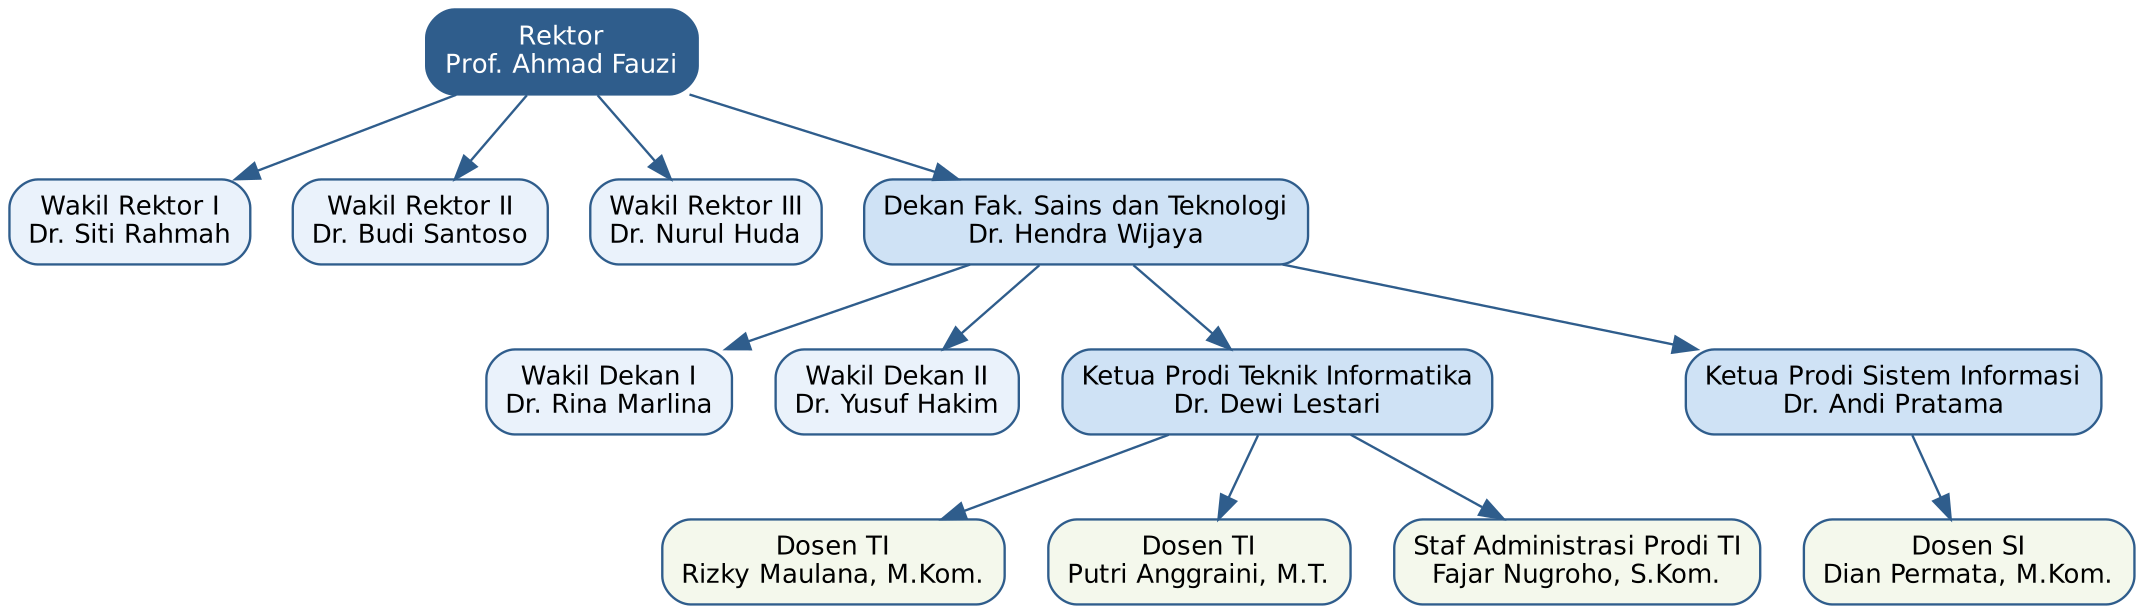 Rektor
Prof. Ahmad Fauzi
Wakil Rektor I
Dr. Siti Rahmah
Wakil Rektor II
Dr. Budi Santoso
Wakil Rektor III
Dr. Nurul Huda
Dekan Fak. Sains dan Teknologi
Dr. Hendra Wijaya
Wakil Dekan I
Dr. Rina Marlina
Wakil Dekan II
Dr. Yusuf Hakim
Ketua Prodi Teknik Informatika
Dr. Dewi Lestari
Ketua Prodi Sistem Informasi
Dr. Andi Pratama
Dosen TI
Rizky Maulana, M.Kom.
Dosen TI
Putri Anggraini, M.T.
Staf Administrasi Prodi TI
Fajar Nugroho, S.Kom.
Dosen SI
Dian Permata, M.Kom.